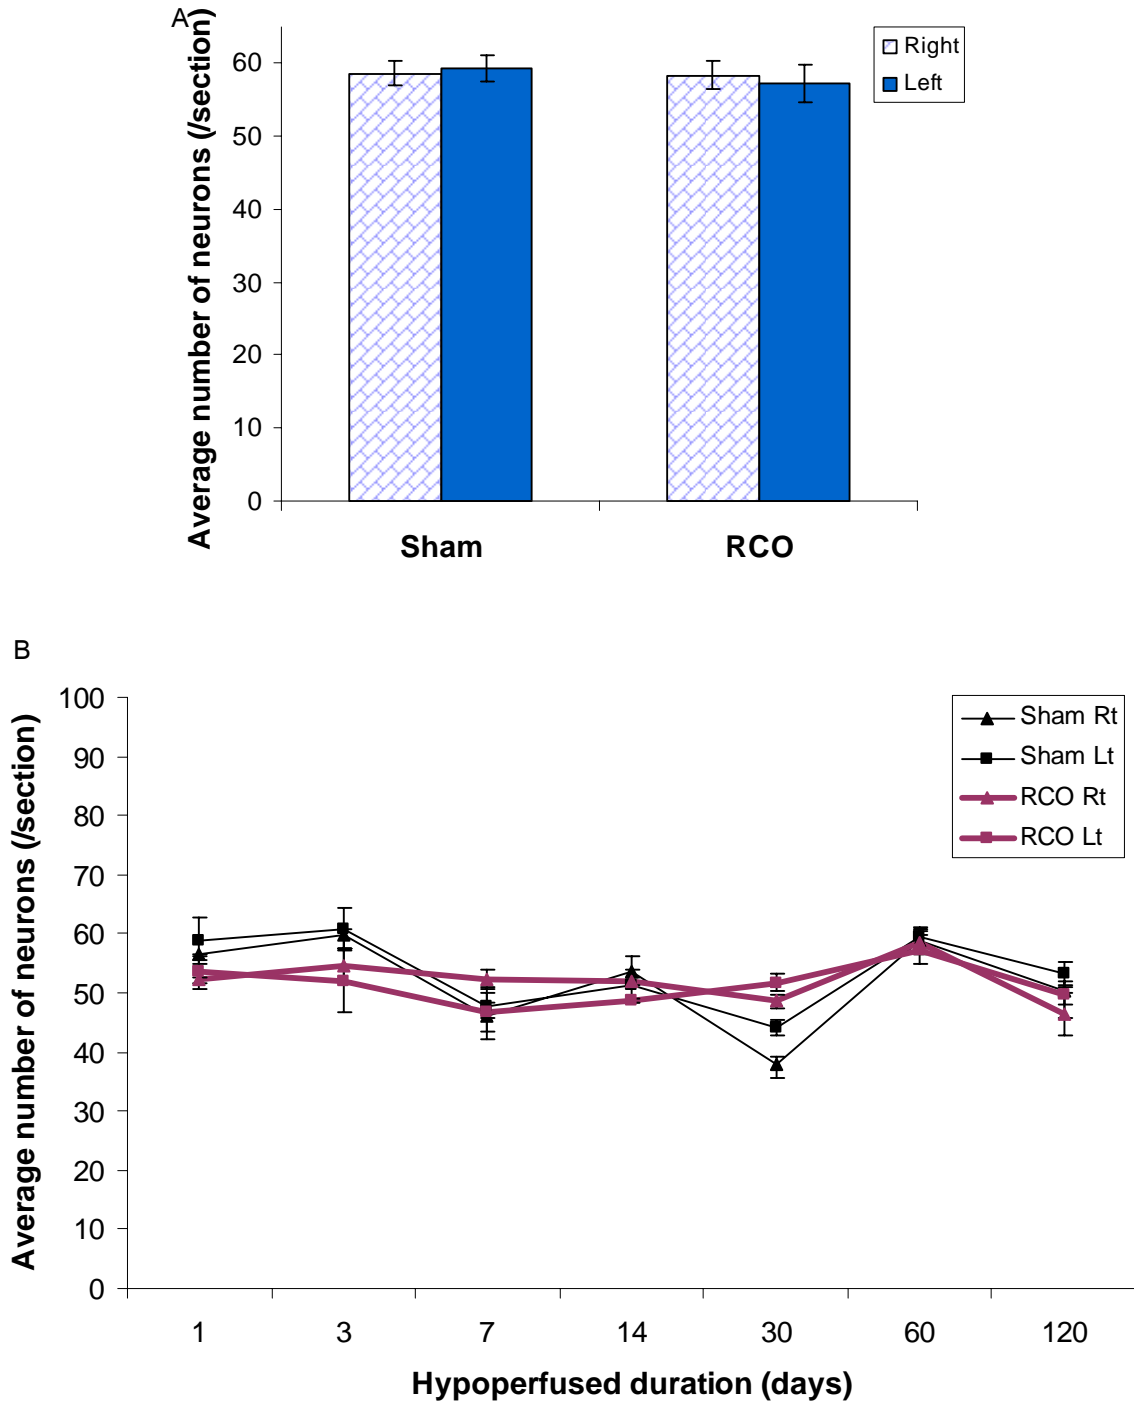 A
Average number of neurons (/section)
60
50
40
30
20
10
0
Sham RCO
Right
Left
B
Average number of neurons (/section)
100
90
80
70
60
50
40
30
20
10
0
1 3 7 14 30 60 120
Hypoperfused duration (days)
Sham Rt
Sham Lt
RCO Rt
RCO Lt